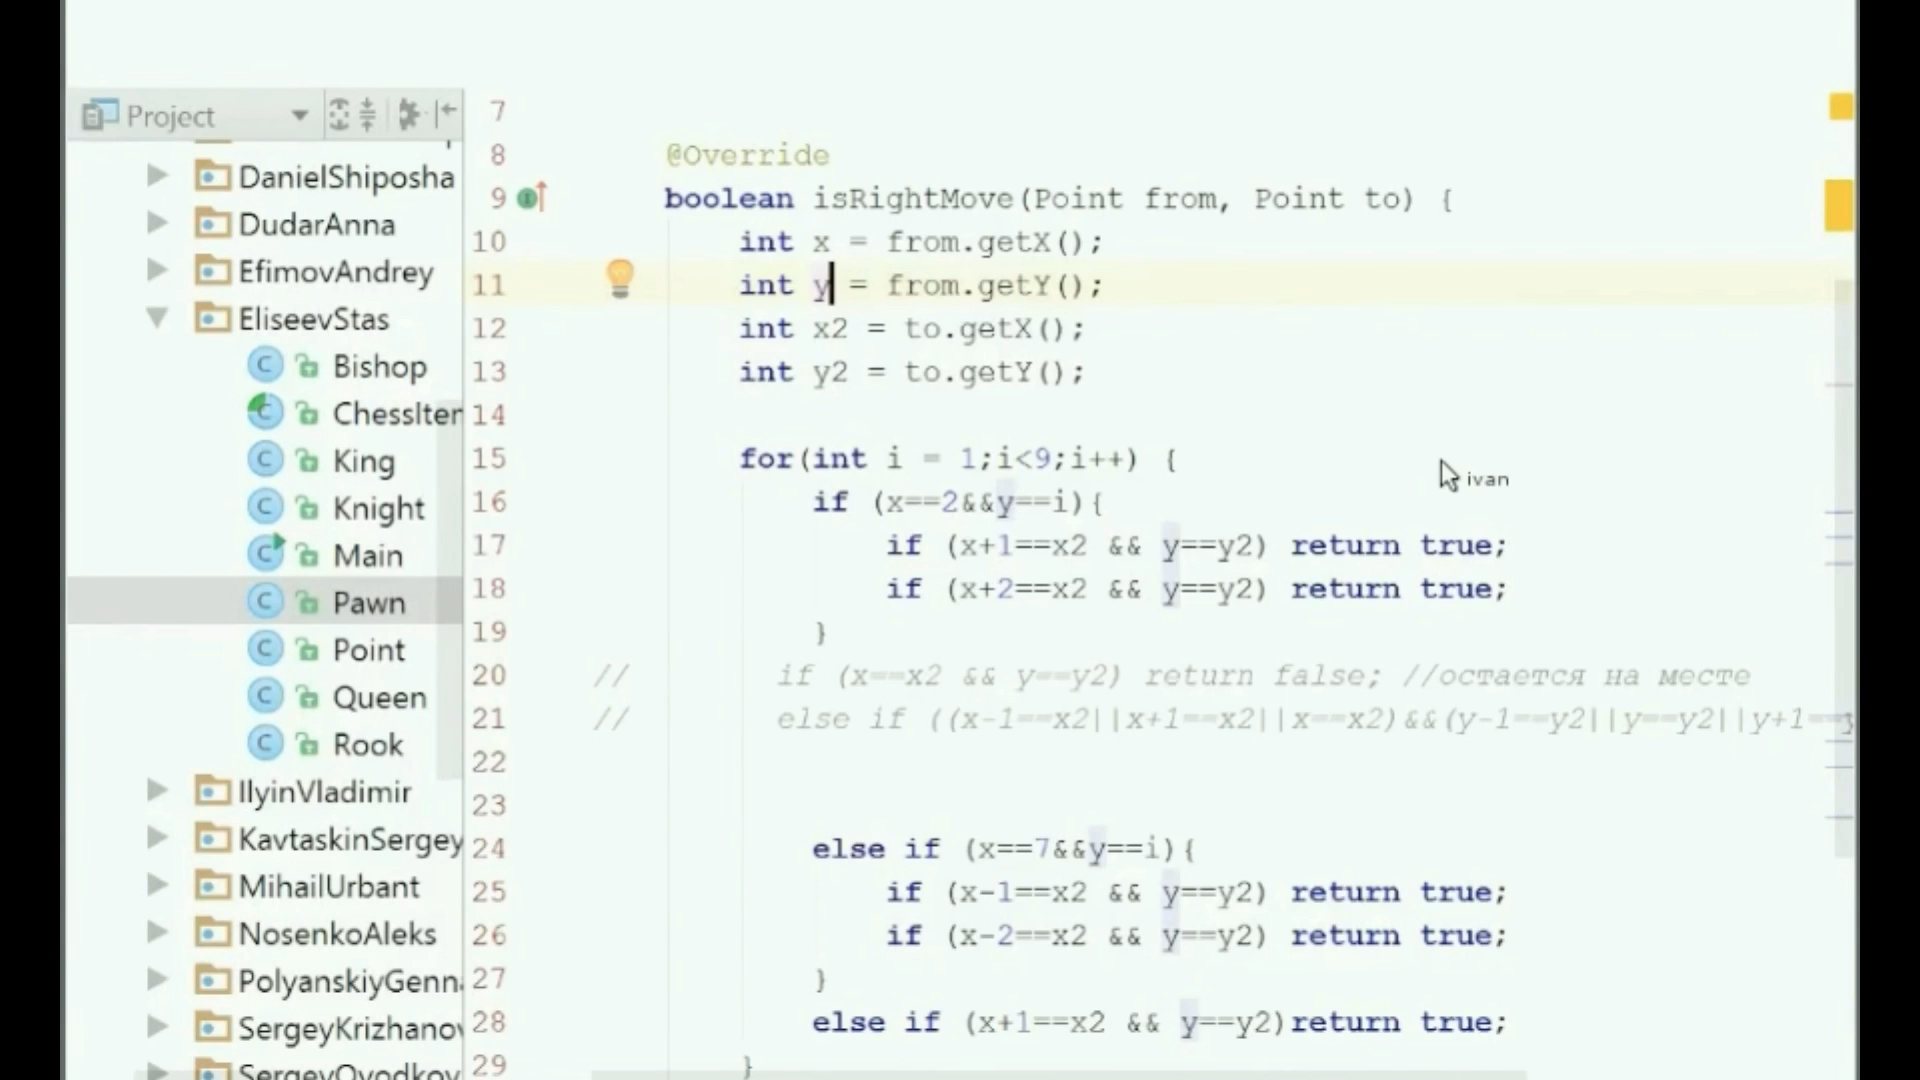 Project
DanielShiposha
DudarAnna
EfimovAndrey
EliseevStas
Bishop
King
Knight
Main
Pawn
Point
Queen
Rook
IlyinVladimir
KavtaskinSergey
MihailUrbant
NosenkoAleks
7
8 @Override
9 boolean isRightMove(Point from, Point to) {
10 int x = from.getX();
11 int y = from.getY();
12 int x2 = to.getX();
13 int y2 = to.getY();
14
15 for(int i = 1;i<9;i++) {
16 if (x==2&&y==i){
17 if (x+1==x2 && y==y2) return true;
18 if (x+2==x2 && y==y2) return true;
19 }
20 // if (x==x2 && y==y2) return false; //остается на месте
21 // else if ((x-1==x2||x+1==x2||x==x2)&&(y-1==y2||y==y2||y+1==
22
23
24 else if (x==7&&y==i){
25 if (x-1==x2 && y==y2) return true;
26 if (x-2==x2 && y==y2) return true;
27 }
28 else if (x+1==x2 && y==y2)return true;
29 }
ivan